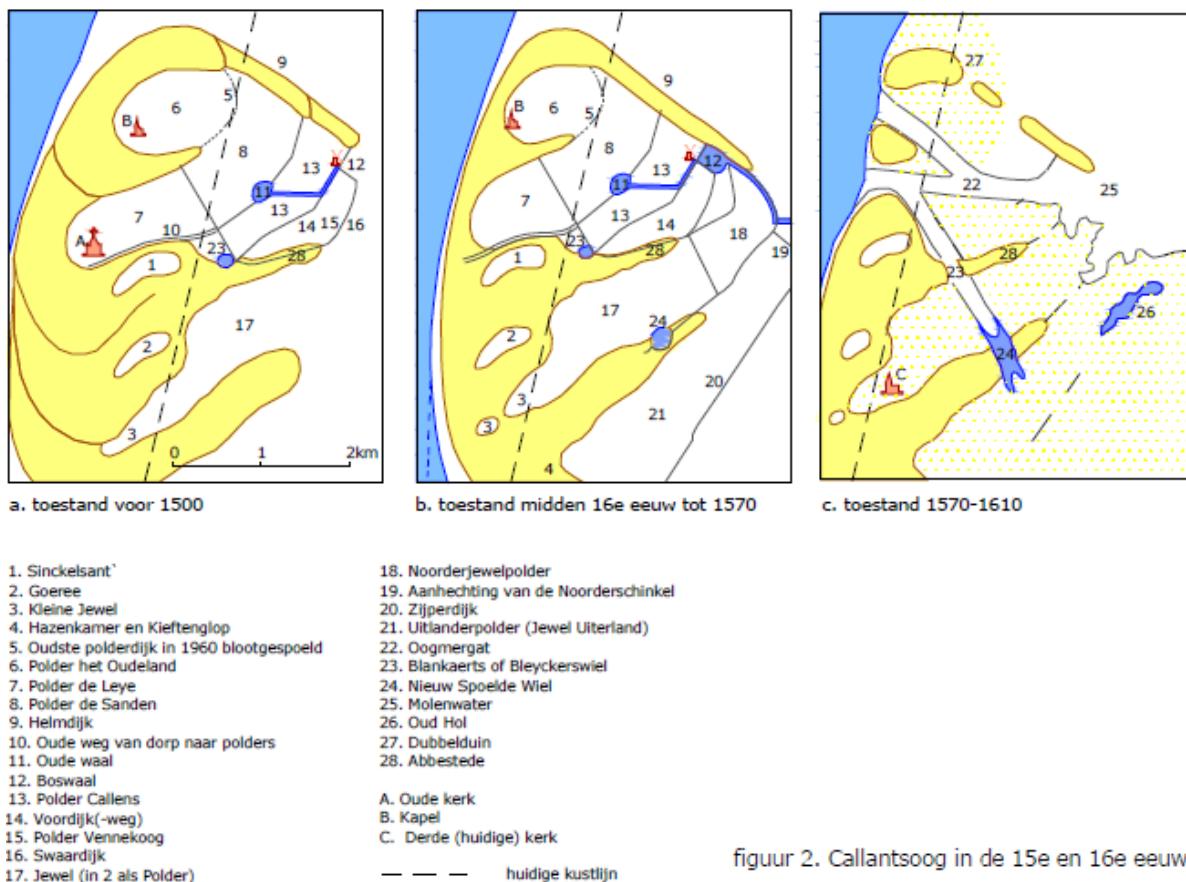 9
5
6
B
8
12
13
11
7
13
10
14
15
16
A
23
28
1
17
2
3
0 1 2km
9
B
6
5
8
12
13
11
7
13
14
18
23
28
19
1
17
24
2
20
3
21
3
4
27
22
25
23
28
26
24
C
a. toestand voor 1500
b. toestand midden 16e eeuw tot 1570
c. toestand 1570-1610
1. Sinckelsant`
2. Goeree
3. Kleine Jewel
4. Hazenkamer en Kieftenglop
5. Oudste polderdijk in 1960 blootgespoeld
6. Polder het Oudeland
7. Polder de Leye
8. Polder de Sanden
9. Helmdijk
10. Oude weg van dorp naar polders
11. Oude waal
12. Boswaal
13. Polder Callens
14. Voordijk(-weg)
15. Polder Vennekoog
16. Swaardijk
17. Jewel (in 2 als Polder)
18. Noorderjewelpolder
19. Aanhechting van de Noorderschinkel
20. Zijperdijk
21. Uitlanderpolder (Jewel Uiterland)
22. Oogmergat
23. Blankaerts of Bleyckerswiel
24. Nieuw Spoelde Wiel
25. Molenwater
26. Oud Hol
27. Dubbelduin
28. Abbestede
A. Oude kerk
B. Kapel
C. Derde (huidige) kerk
huidige kustlijn
figuur 2. Callantsoog in de 15e en 16e eeuw